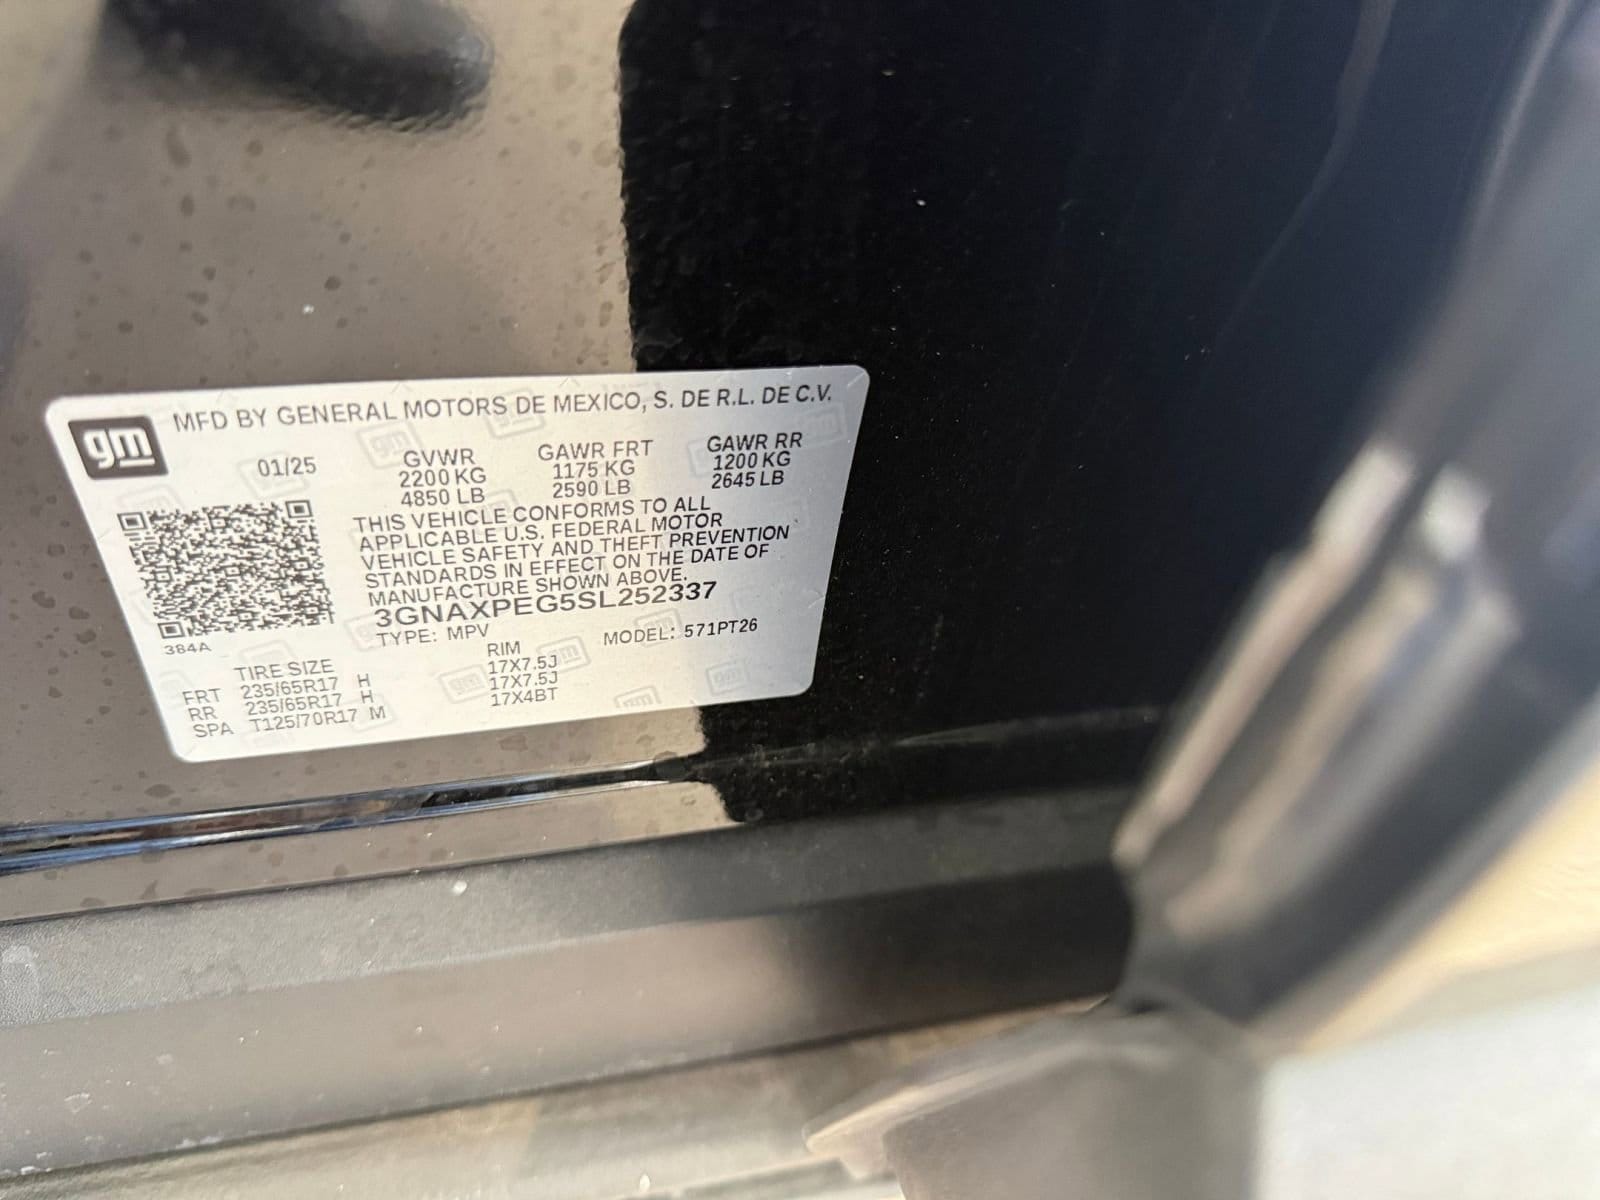 gm MFD BY GENERAL MOTORS DE MEXICO, S. DE R.L. DE C.V.
01/25 GVWR GAWR FRT GAWR RR
2200 KG 1175 KG 1200 KG
4850 LB 2590 LB 2645 LB
THIS VEHICLE CONFORMS TO ALL
APPLICABLE U.S. FEDERAL MOTOR
VEHICLE SAFETY AND THEFT PREVENTION
STANDARDS IN EFFECT ON THE DATE OF
MANUFACTURE SHOWN ABOVE.
3GNAXPEG5SL252337
384A TYPE: MPV MODEL: 571PT26
TIRE SIZE RIM
FRT 235/65R17 H 17X7.5J
RR 235/65R17 H 17X7.5J
SPA T125/70R17 M 17X4BT